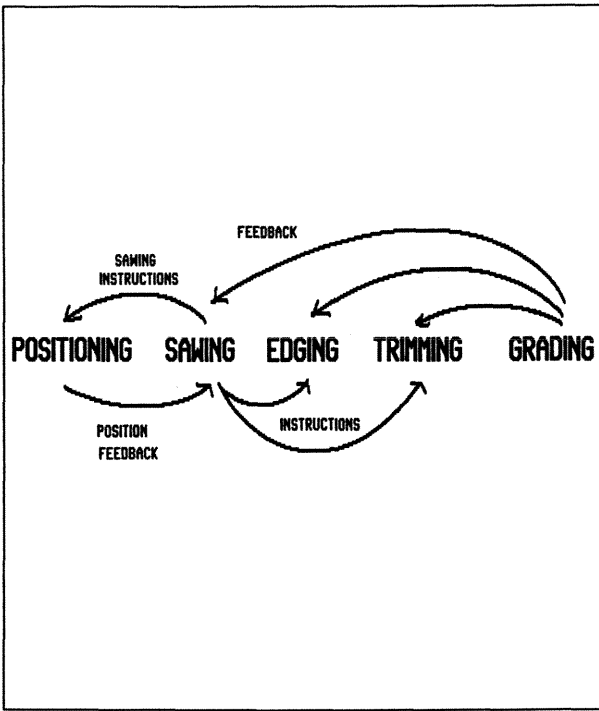 FEEDBACK
SAWING
INSTRUCTIONS
POSITIONING SAWING EDGING TRIMMING GRADING
POSITION
FEEDBACK
INSTRUCTIONS